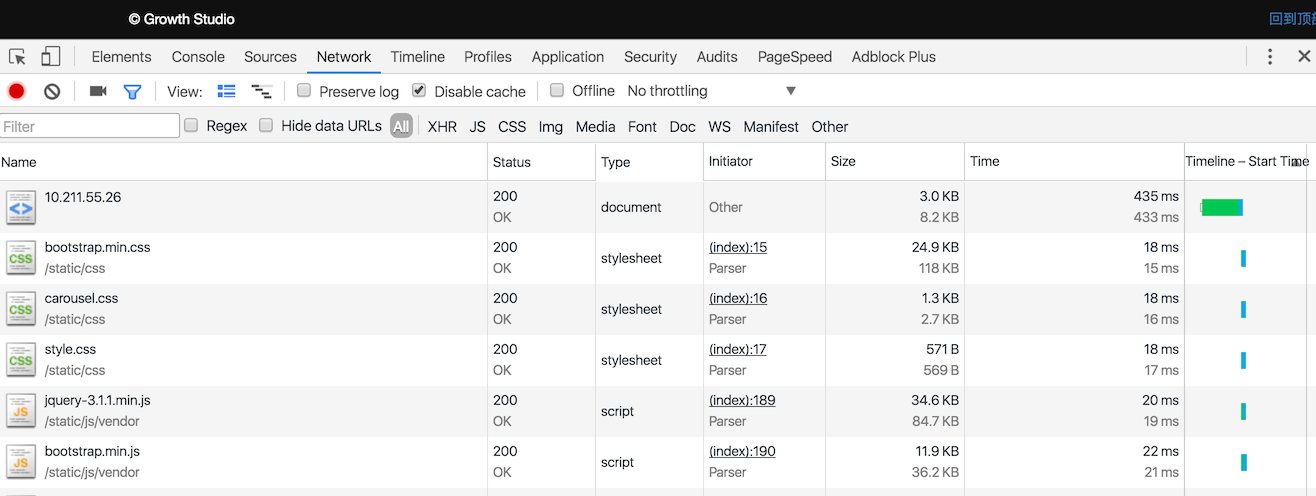 © Growth Studio 回到顶部
Elements Console Sources Network Timeline Profiles Application Security Audits PageSpeed Adblock Plus
View: Preserve log Disable cache Offline No throttling
Filter Regex Hide data URLs All XHR JS CSS Img Media Font Doc WS Manifest Other
Name Status Type Initiator Size Time Timeline – Start Time
10.211.55.26 200 document Other 3.0 KB 435 ms
OK 8.2 KB 433 ms
bootstrap.min.css 200 stylesheet (index):15 24.9 KB 18 ms
/static/css OK Parser 118 KB 15 ms
carousel.css 200 stylesheet (index):16 1.3 KB 18 ms
/static/css OK Parser 2.7 KB 16 ms
style.css 200 stylesheet (index):17 571 B 18 ms
/static/css OK Parser 569 B 17 ms
jquery-3.1.1.min.js 200 script (index):189 34.6 KB 20 ms
/static/js/vendor OK Parser 84.7 KB 19 ms
bootstrap.min.js 200 script (index):190 11.9 KB 22 ms
/static/js/vendor OK Parser 36.2 KB 21 ms